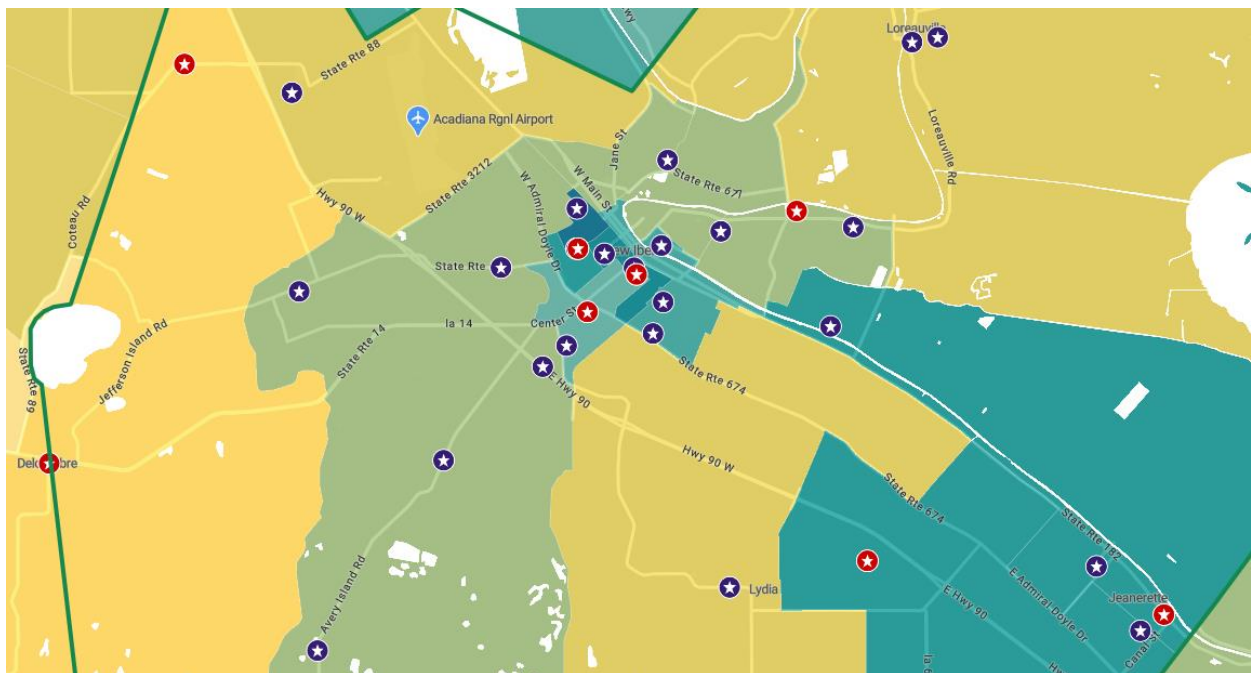 Hwy
Loreauville
State Rte 88
Acadiana Rgnl Airport
Jane St
W Main St
Loreauville Rd
State Rte 3212
W Admiral Doyle Dr
State Rte 671
Coteau Rd
Hwy 90 W
State Rte
Jefferson Island Rd
la 14
Center St
State Rte 14
State Rte 89
E Hwy 90
State Rte 674
Hwy 90 W
State Rte 674
State Rte 182
Avery Island Rd
Lydia
E Hwy 90
E Admiral Doyle Dr
Jeanerette
Canal St